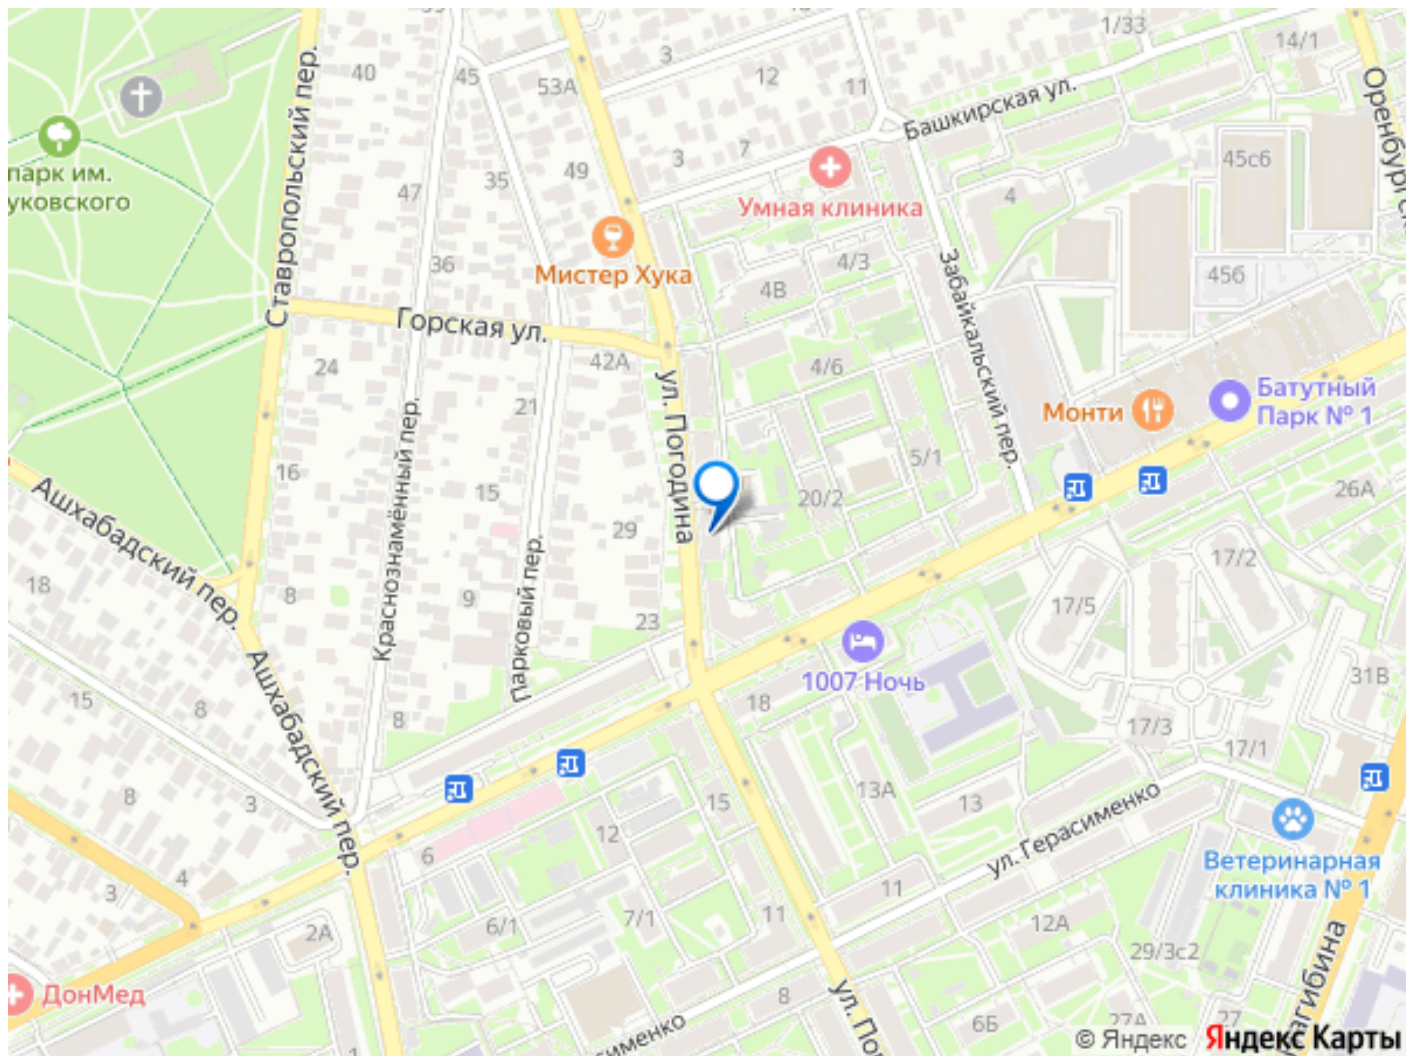 1/33
14/1
40
45
3
12
11
53А
Оренбургск
Башкирская ул.
Ставропольский пер.
парк им.
уковского
47
35
49
3
7
4
45с6
Умная клиника
Мистер Хука
36
4/3
4В
Забайкальский пер.
45б
Горская ул.
42А
24
4/6
ул. Погодина
Батутный
Парк № 1
Монти
21
Краснознамённый пер.
16
15
5/1
20/2
26А
29
Ашхабадский пер.
18
8
9
Парковый пер.
23
17/2
17/5
1007 Ночь
31В
15
8
8
18
17/3
17/1
Ашхабадский пер.
8
3
13А
13
15
ул. Герасименко
12
6
Ветеринарная
клиника № 1
3
4
11
11
7/1
6/1
2А
12А
29/3с2
ДонМед
ул. По
8
6Б
27А
27
агибина
сименко
1
© Яндекс Яндекс Карты